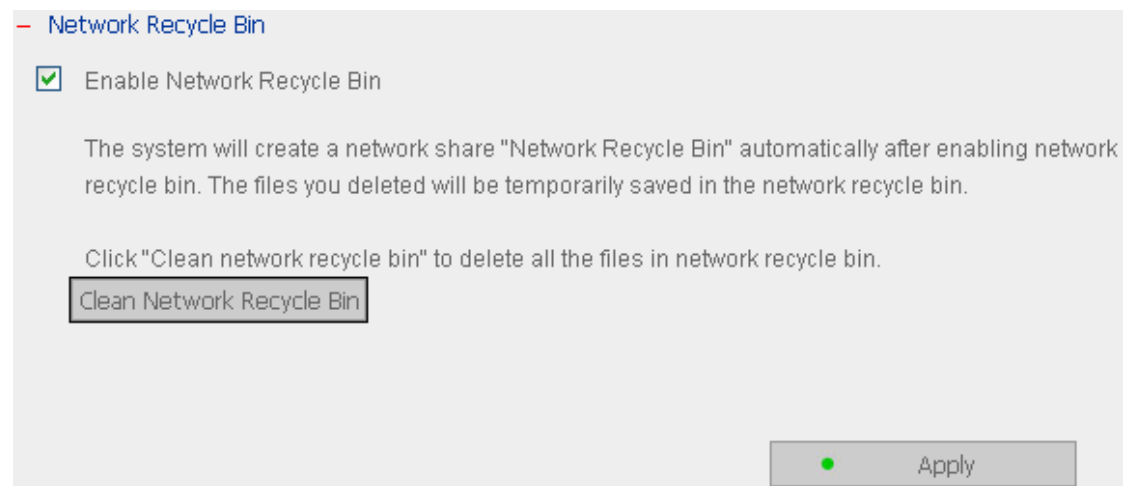 – Network Recycle Bin
Enable Network Recycle Bin
The system will create a network share "Network Recycle Bin" automatically after enabling network
recycle bin. The files you deleted will be temporarily saved in the network recycle bin.
Click "Clean network recycle bin" to delete all the files in network recycle bin.
Clean Network Recycle Bin
Apply